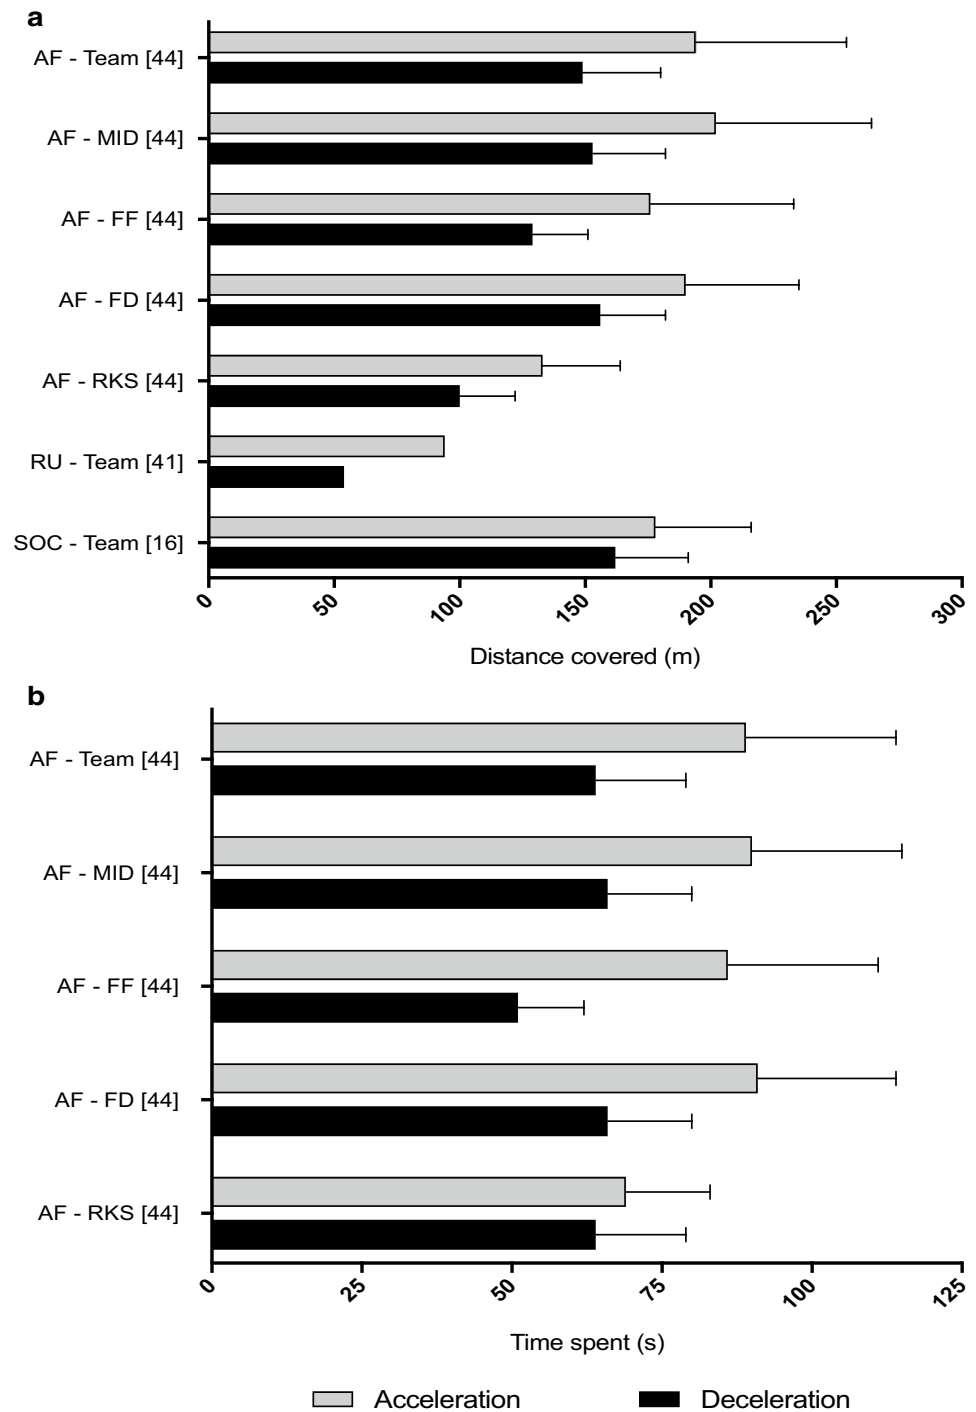 a
AF - Team [44]
AF - MID [44]
AF - FF [44]
AF - FD [44]
AF - RKS [44]
RU - Team [41]
SOC - Team [16]
0 50 100 150 200 250 300
Distance covered (m)
b
AF - Team [44]
AF - MID [44]
AF - FF [44]
AF - FD [44]
AF - RKS [44]
0 25 50 75 100 125
Time spent (s)
Acceleration Deceleration